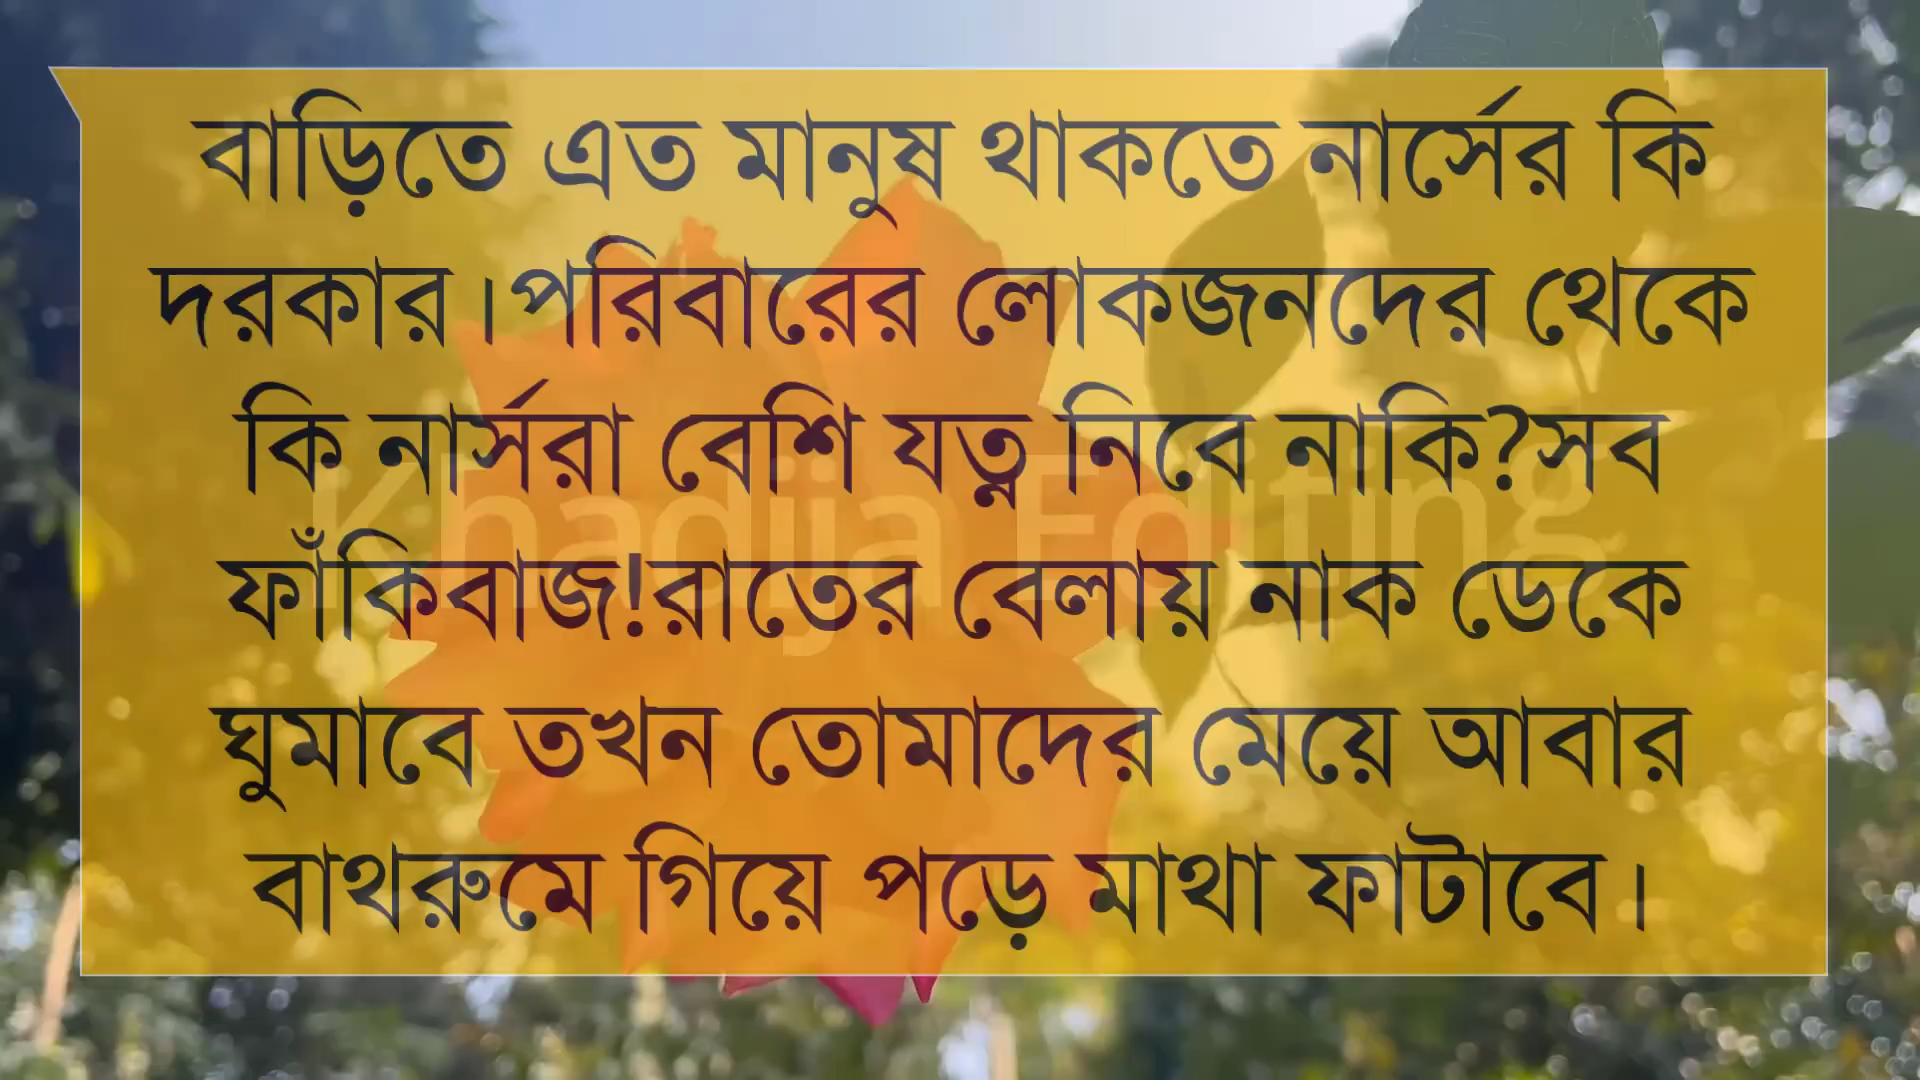 বাড়িতে এত মানুষ থাকতে নার্সের কি
দরকার।পরিবারের লোকজনদের থেকে
কি নার্সরা বেশি যত্ন নিবে নাকি?সব
ফাঁকিবাজ!রাতের বেলায় নাক ডেকে
ঘুমাবে তখন তোমাদের মেয়ে আবার
বাথরুমে গিয়ে পড়ে মাথা ফাটাবে।
Khadija Editing